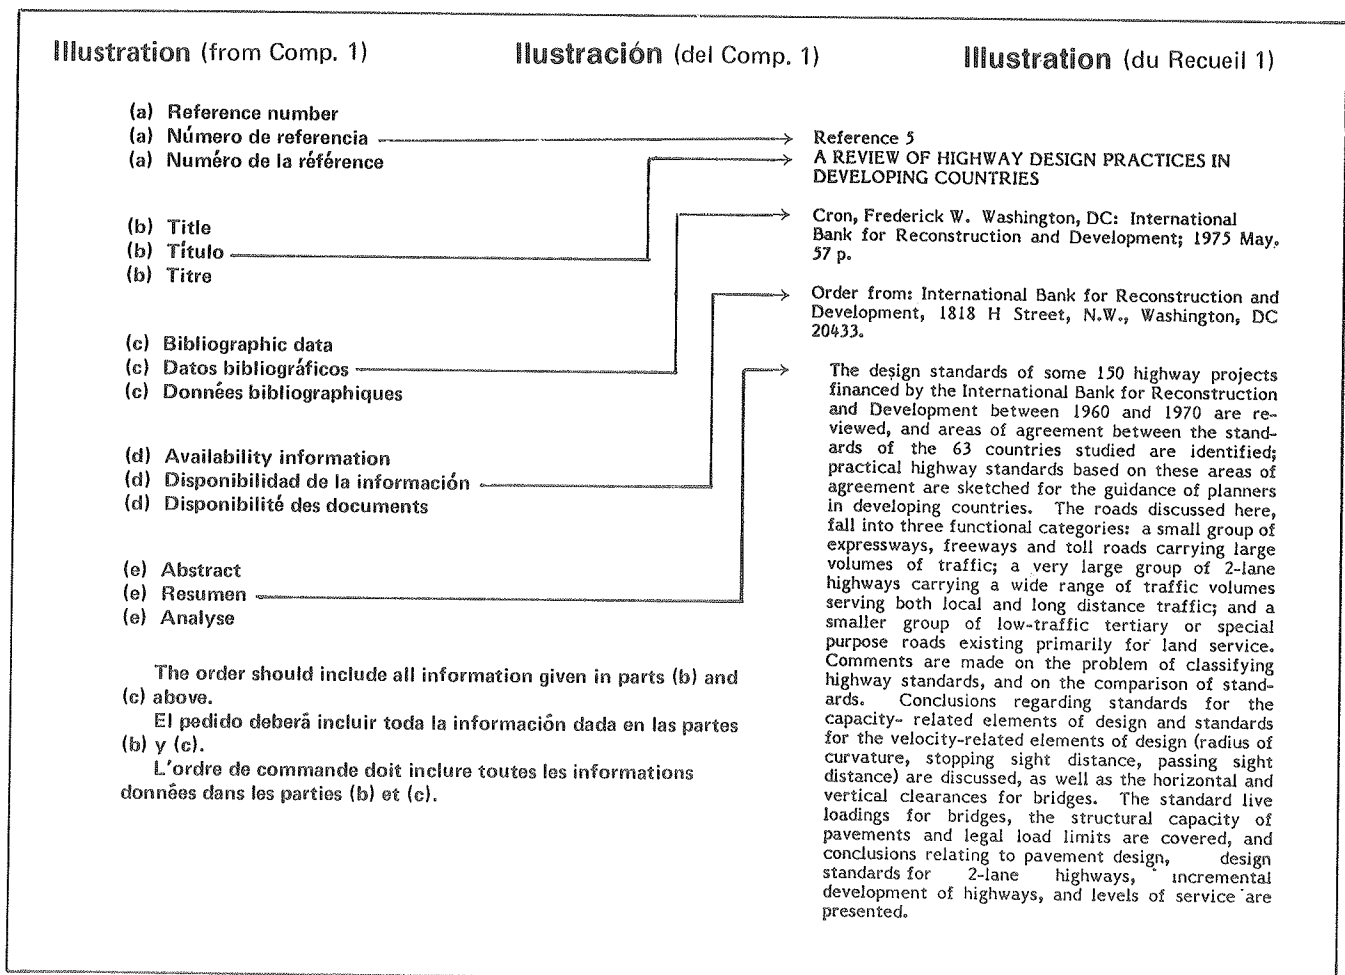 Illustration (from Comp. 1)
Ilustración (del Comp. 1)
Illustration (du Recueil 1)
(a) Reference number
(a) Número de referencia
(a) Numéro de la référence
(b) Title
(b) Título
(b) Titre
(c) Bibliographic data
(c) Datos bibliográficos
(c) Données bibliographiques
(d) Availability information
(d) Disponibilidad de la información
(d) Disponibilité des documents
(e) Abstract
(e) Resumen
(e) Analyse
The order should include all information given in parts (b) and
(c) above.
El pedido deberá incluir toda la información dada en las partes
(b) y (c).
L'ordre de commande doit inclure toutes les informations
données dans les parties (b) et (c).
Reference 5
A REVIEW OF HIGHWAY DESIGN PRACTICES IN
DEVELOPING COUNTRIES
Cron, Frederick W. Washington, DC: International
Bank for Reconstruction and Development; 1975 May.
57 p.
Order from: International Bank for Reconstruction and
Development, 1818 H Street, N.W., Washington, DC
20433.
The design standards of some 150 highway projects
financed by the International Bank for Reconstruction
and Development between 1960 and 1970 are re-
viewed, and areas of agreement between the stand-
ards of the 63 countries studied are identified;
practical highway standards based on these areas of
agreement are sketched for the guidance of planners
in developing countries. The roads discussed here,
fall into three functional categories: a small group of
expressways, freeways and toll roads carrying large
volumes of traffic; a very large group of 2-lane
highways carrying a wide range of traffic volumes
serving both local and long distance traffic; and a
smaller group of low-traffic tertiary or special
purpose roads existing primarily for land service.
Comments are made on the problem of classifying
highway standards, and on the comparison of stand-
ards. Conclusions regarding standards for the
capacity- related elements of design and standards
for the velocity-related elements of design (radius of
curvature, stopping sight distance, passing sight
distance) are discussed, as well as the horizontal and
vertical clearances for bridges. The standard live
loadings for bridges, the structural capacity of
pavements and legal load limits are covered, and
conclusions relating to pavement design, design
standards for 2-lane highways, incremental
development of highways, and levels of service are
presented.